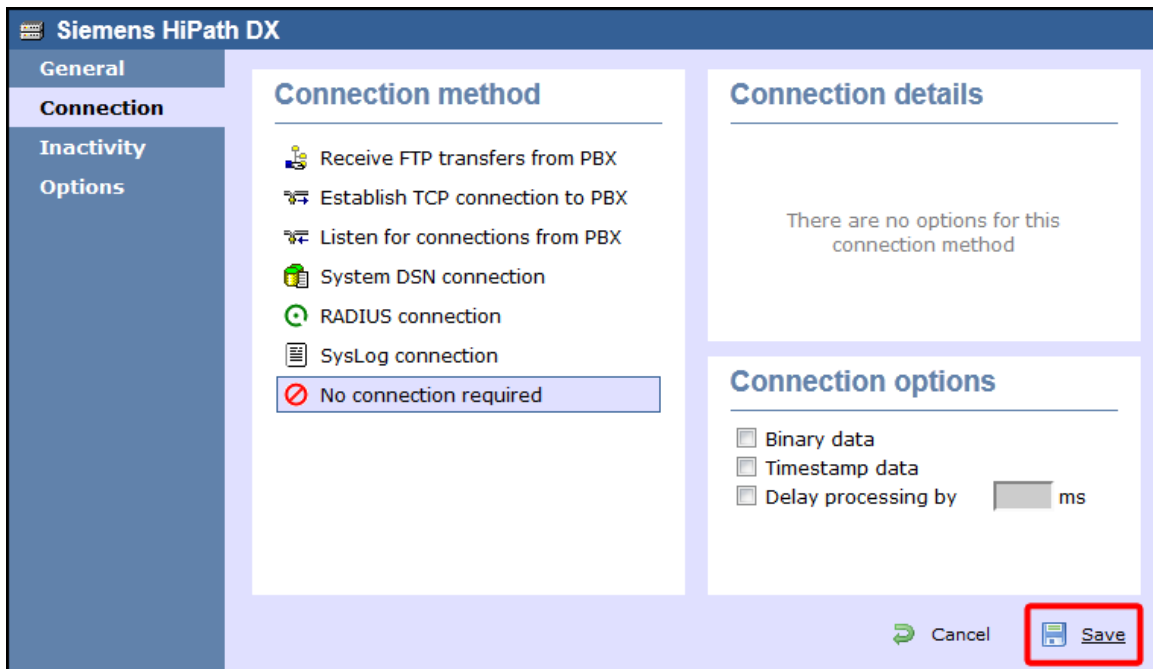 Siemens HiPath DX
General
Connection
Inactivity
Options
Connection method
Receive FTP transfers from PBX
Establish TCP connection to PBX
Listen for connections from PBX
System DSN connection
RADIUS connection
SysLog connection
No connection required
Connection details
There are no options for this
connection method
Connection options
Binary data
Timestamp data
Delay processing by ms
Cancel Save